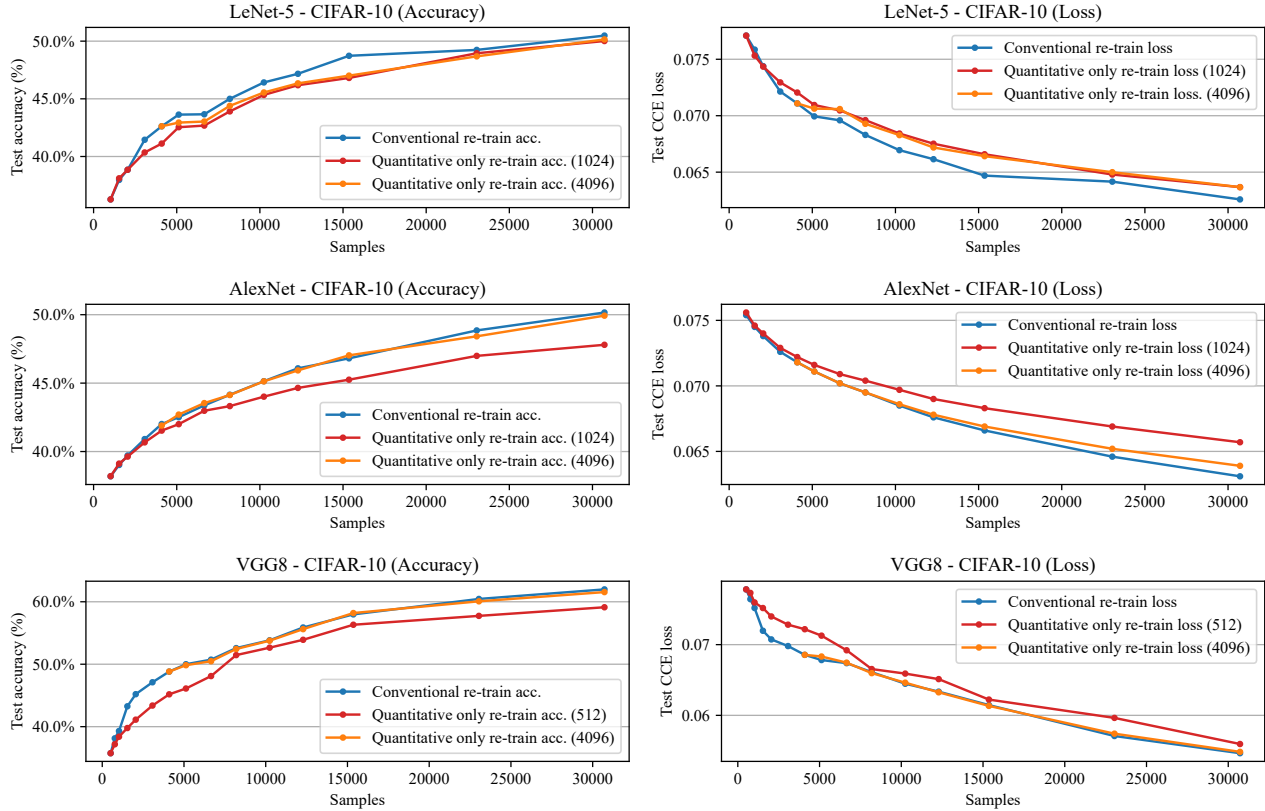 LeNet-5 - CIFAR-10 (Accuracy)
50.0%
45.0%
40.0%
Test accuracy (%)
Conventional re-train acc.
Quantitative only re-train acc. (1024)
Quantitative only re-train acc. (4096)
0 5000 10000 15000 20000 25000 30000
Samples
LeNet-5 - CIFAR-10 (Loss)
0.075
0.070
0.065
Test CCE loss
Conventional re-train loss
Quantitative only re-train loss (1024)
Quantitative only re-train loss. (4096)
0 5000 10000 15000 20000 25000 30000
Samples
AlexNet - CIFAR-10 (Accuracy)
50.0%
45.0%
40.0%
Test accuracy (%)
Conventional re-train acc.
Quantitative only re-train acc. (1024)
Quantitative only re-train acc. (4096)
0 5000 10000 15000 20000 25000 30000
Samples
AlexNet - CIFAR-10 (Loss)
0.075
0.070
0.065
Test CCE loss
Conventional re-train loss
Quantitative only re-train loss (1024)
Quantitative only re-train loss (4096)
0 5000 10000 15000 20000 25000 30000
Samples
VGG8 - CIFAR-10 (Accuracy)
60.0%
50.0%
40.0%
Test accuracy (%)
Conventional re-train acc.
Quantitative only re-train acc. (512)
Quantitative only re-train acc. (4096)
0 5000 10000 15000 20000 25000 30000
Samples
VGG8 - CIFAR-10 (Loss)
0.07
0.06
Test CCE loss
Conventional re-train loss
Quantitative only re-train loss (512)
Quantitative only re-train loss (4096)
0 5000 10000 15000 20000 25000 30000
Samples